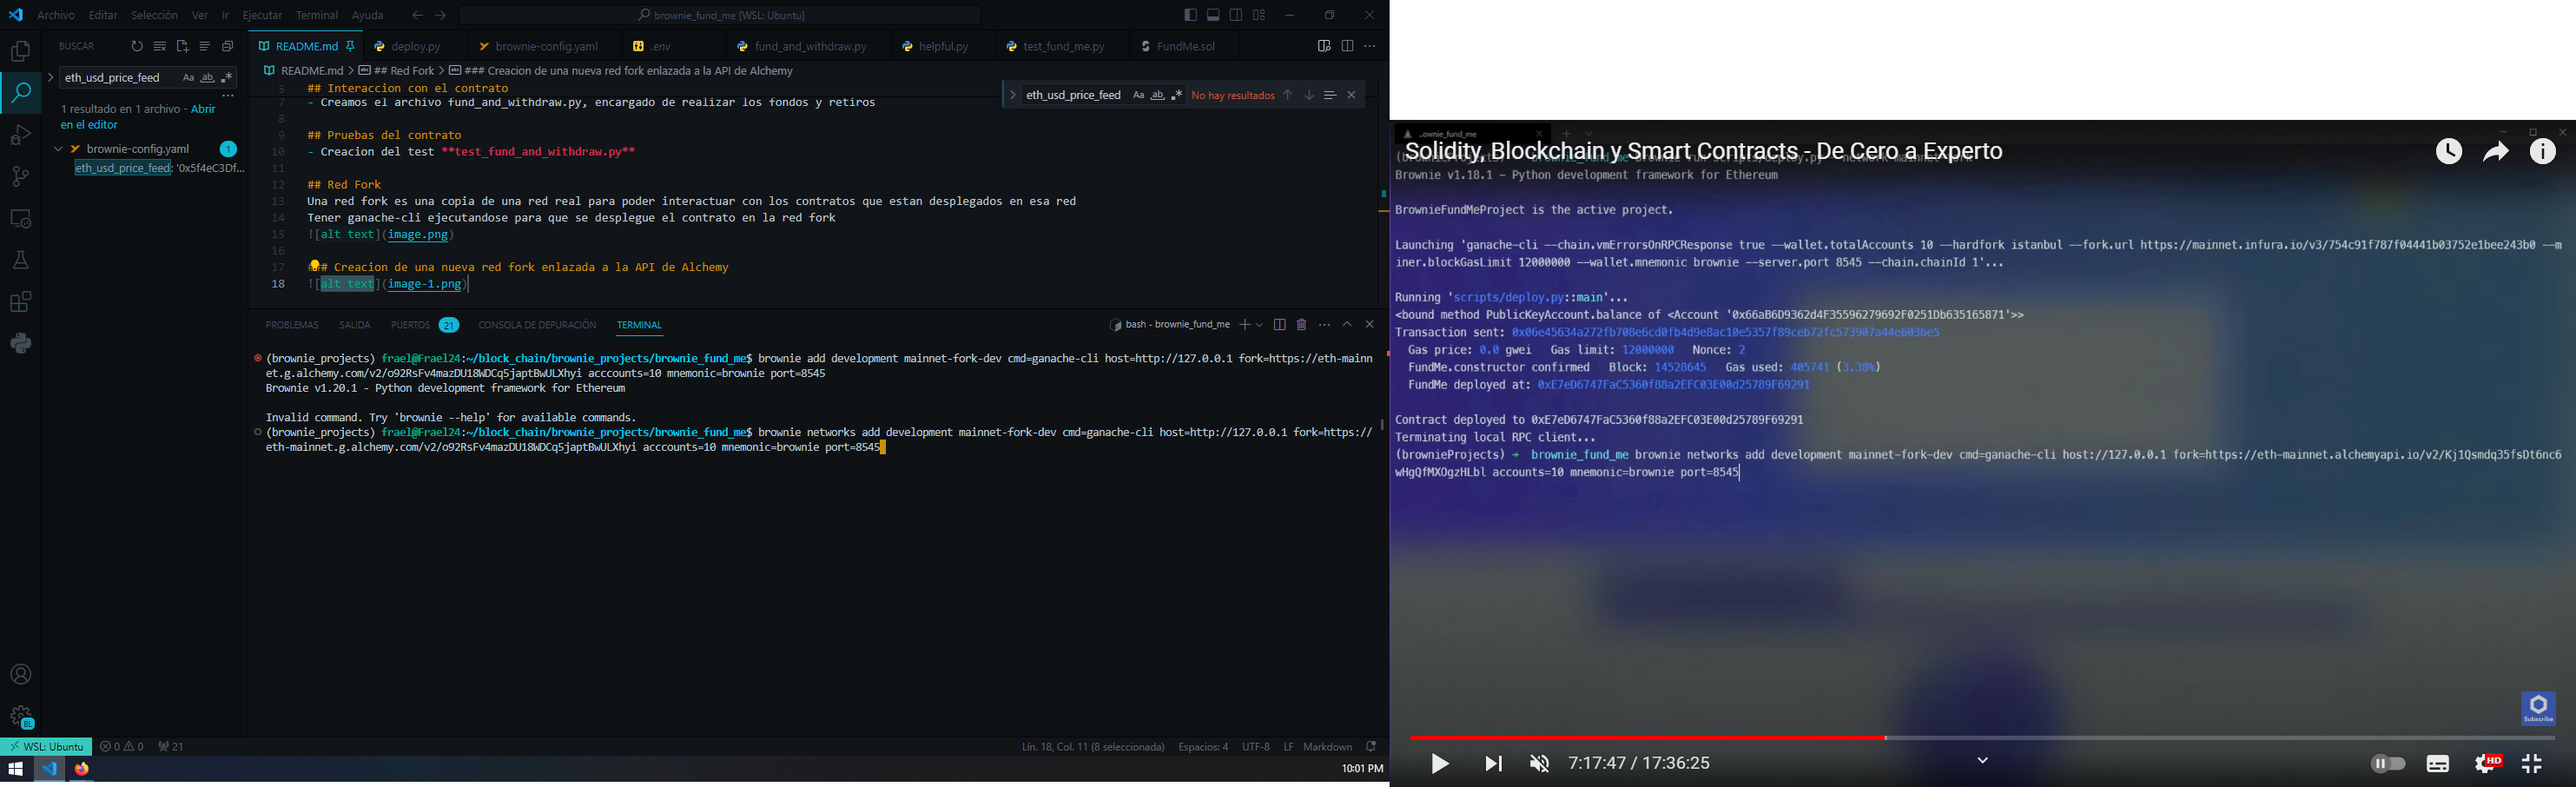 Archivo Editar Selección Ver Ir Ejecutar Terminal Ayuda
brownie_fund_me [WSL: Ubuntu]
BUSCAR
eth_usd_price_feed
1 resultado en 1 archivo - Abrir
en el editor
brownie-config.yaml 1
eth_usd_price_feed: '0x5f4eC3Df...
README.md deploy.py brownie-config.yaml .env fund_and_withdraw.py helpful.py test_fund_me.py FundMe.sol
README.md > ## Red Fork > ### Creacion de una nueva red fork enlazada a la API de Alchemy
eth_usd_price_feed Aa ab .* No hay resultados
5 ## Interaccion con el contrato
7 - Creamos el archivo fund_and_withdraw.py, encargado de realizar los fondos y retiros
8
9 ## Pruebas del contrato
10 - Creacion del test **test_fund_and_withdraw.py**
11
12 ## Red Fork
13 Una red fork es una copia de una red real para poder interactuar con los contratos que estan desplegados en esa red
14 Tener ganache-cli ejecutandose para que se desplegue el contrato en la red fork
15 ![alt text](image.png)
16
17 ## Creacion de una nueva red fork enlazada a la API de Alchemy
18 ![alt text](image-1.png)
PROBLEMAS SALIDA PUERTOS 21 CONSOLA DE DEPURACIÓN TERMINAL
bash - brownie_fund_me
(brownie_projects) frael@Frael24:~/block_chain/brownie_projects/brownie_fund_me$ brownie add development mainnet-fork-dev cmd=ganache-cli host=http://127.0.0.1 fork=https://eth-mainn
et.g.alchemy.com/v2/o92RsFv4mazDU18WDCq5japtBwULXhyi acccounts=10 mnemonic=brownie port=8545
Brownie v1.20.1 - Python development framework for Ethereum
Invalid command. Try 'brownie --help' for available commands.
(brownie_projects) frael@Frael24:~/block_chain/brownie_projects/brownie_fund_me$ brownie networks add development mainnet-fork-dev cmd=ganache-cli host=http://127.0.0.1 fork=https://
eth-mainnet.g.alchemy.com/v2/o92RsFv4mazDU18WDCq5japtBwULXhyi acccounts=10 mnemonic=brownie port=8545
WSL: Ubuntu 0 0 21
Lín. 18, Col. 11 (8 seleccionada) Espacios: 4 UTF-8 LF Markdown
10:01 PM
Solidity, Blockchain y Smart Contracts - De Cero a Experto
Brownie v1.18.1 - Python development framework for Ethereum
BrownieFundMeProject is the active project.
Launching 'ganache-cli --chain.vmErrorsOnRPCResponse true --wallet.totalAccounts 10 --hardfork istanbul --fork.url https://mainnet.infura.io/v3/754c91f787f04441b03752e1bee243b0 --m
iner.blockGasLimit 12000000 --wallet.mnemonic brownie --server.port 8545 --chain.chainId 1'...
Running 'scripts/deploy.py::main'...
<bound method PublicKeyAccount.balance of <Account '0x66aB6D9362d4F35596279692F0251Db635165871'>>
Transaction sent: 0x06e45634a272fb708e6cd0fb4d9e8ac10e5357f89ceb72fc573907a44e6036e5
Gas price: 0.0 gwei Gas limit: 12000000 Nonce: 2
FundMe.constructor confirmed Block: 14528645 Gas used: 405741 (3.38%)
FundMe deployed at: 0xE7eD6747FaC5360f88a2EFC03E00d25789F69291
Contract deployed to 0xE7eD6747FaC5360f88a2EFC03E00d25789F69291
Terminating local RPC client...
(brownieProjects) ➜ brownie_fund_me brownie networks add development mainnet-fork-dev cmd=ganache-cli host://127.0.0.1 fork=https://eth-mainnet.alchemyapi.io/v2/Kj1Qsmdq35fsDt6nc6
wHgQfMXOgzHLbl accounts=10 mnemonic=brownie port=8545
Subscribe
7:17:47 / 17:36:25
HD